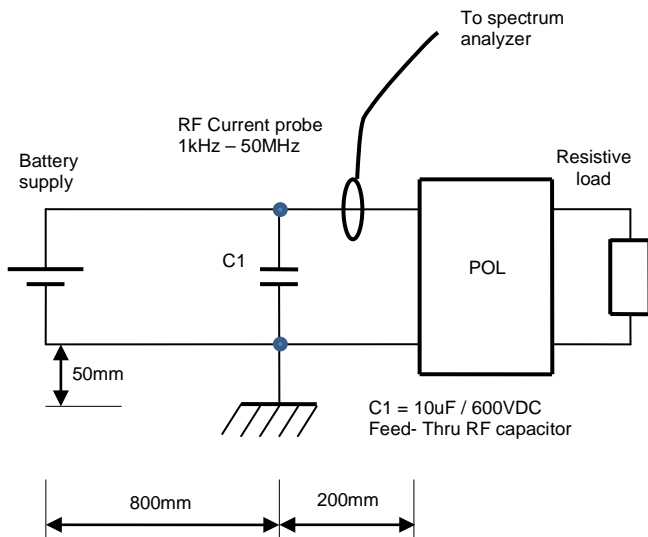 To spectrum
analyzer
RF Current probe
1kHz – 50MHz
Battery
supply
Resistive
load
C1
POL
50mm
C1 = 10uF / 600VDC
Feed- Thru RF capacitor
800mm
200mm